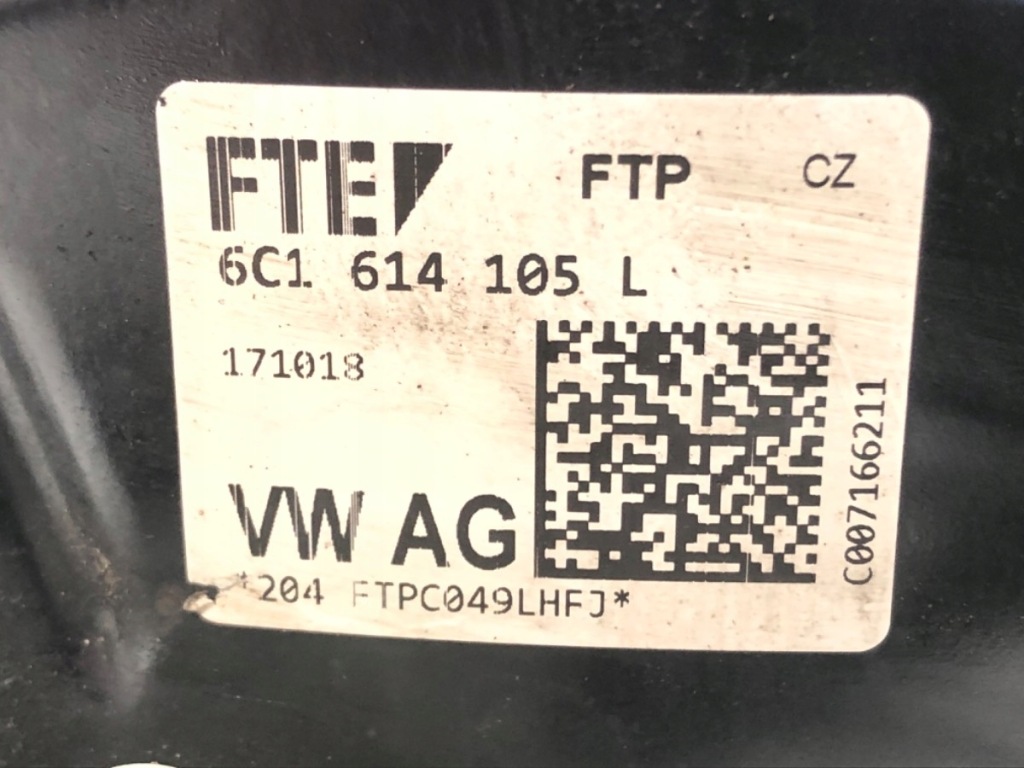 FTE FTP CZ
6C1 614 105 L
171018
C007166211
VW AG
*204 FTPC049LHFJ*